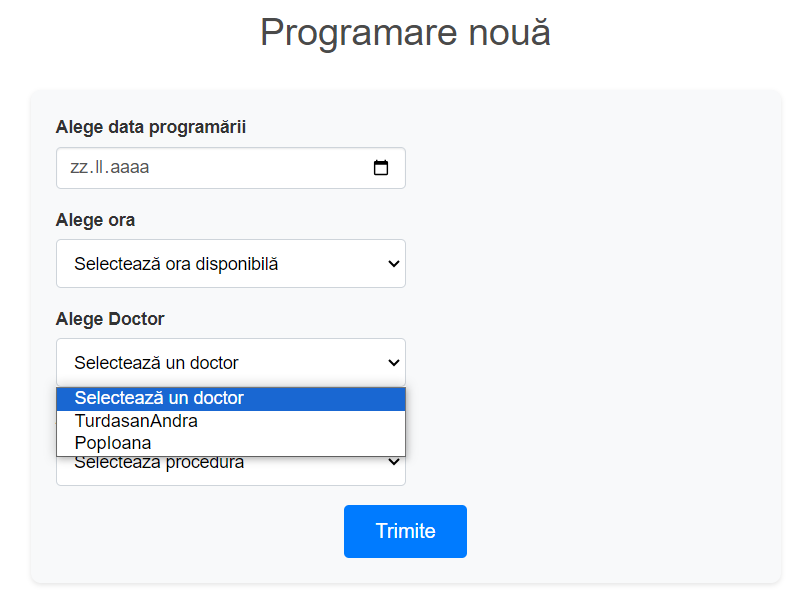 Programare nouă
Alege data programării
zz.ll.aaaa
Alege ora
Selectează ora disponibilă
Alege Doctor
Selectează un doctor
Selectează un doctor
TurdasanAndra
PopIoana
Selectează procedura
Trimite